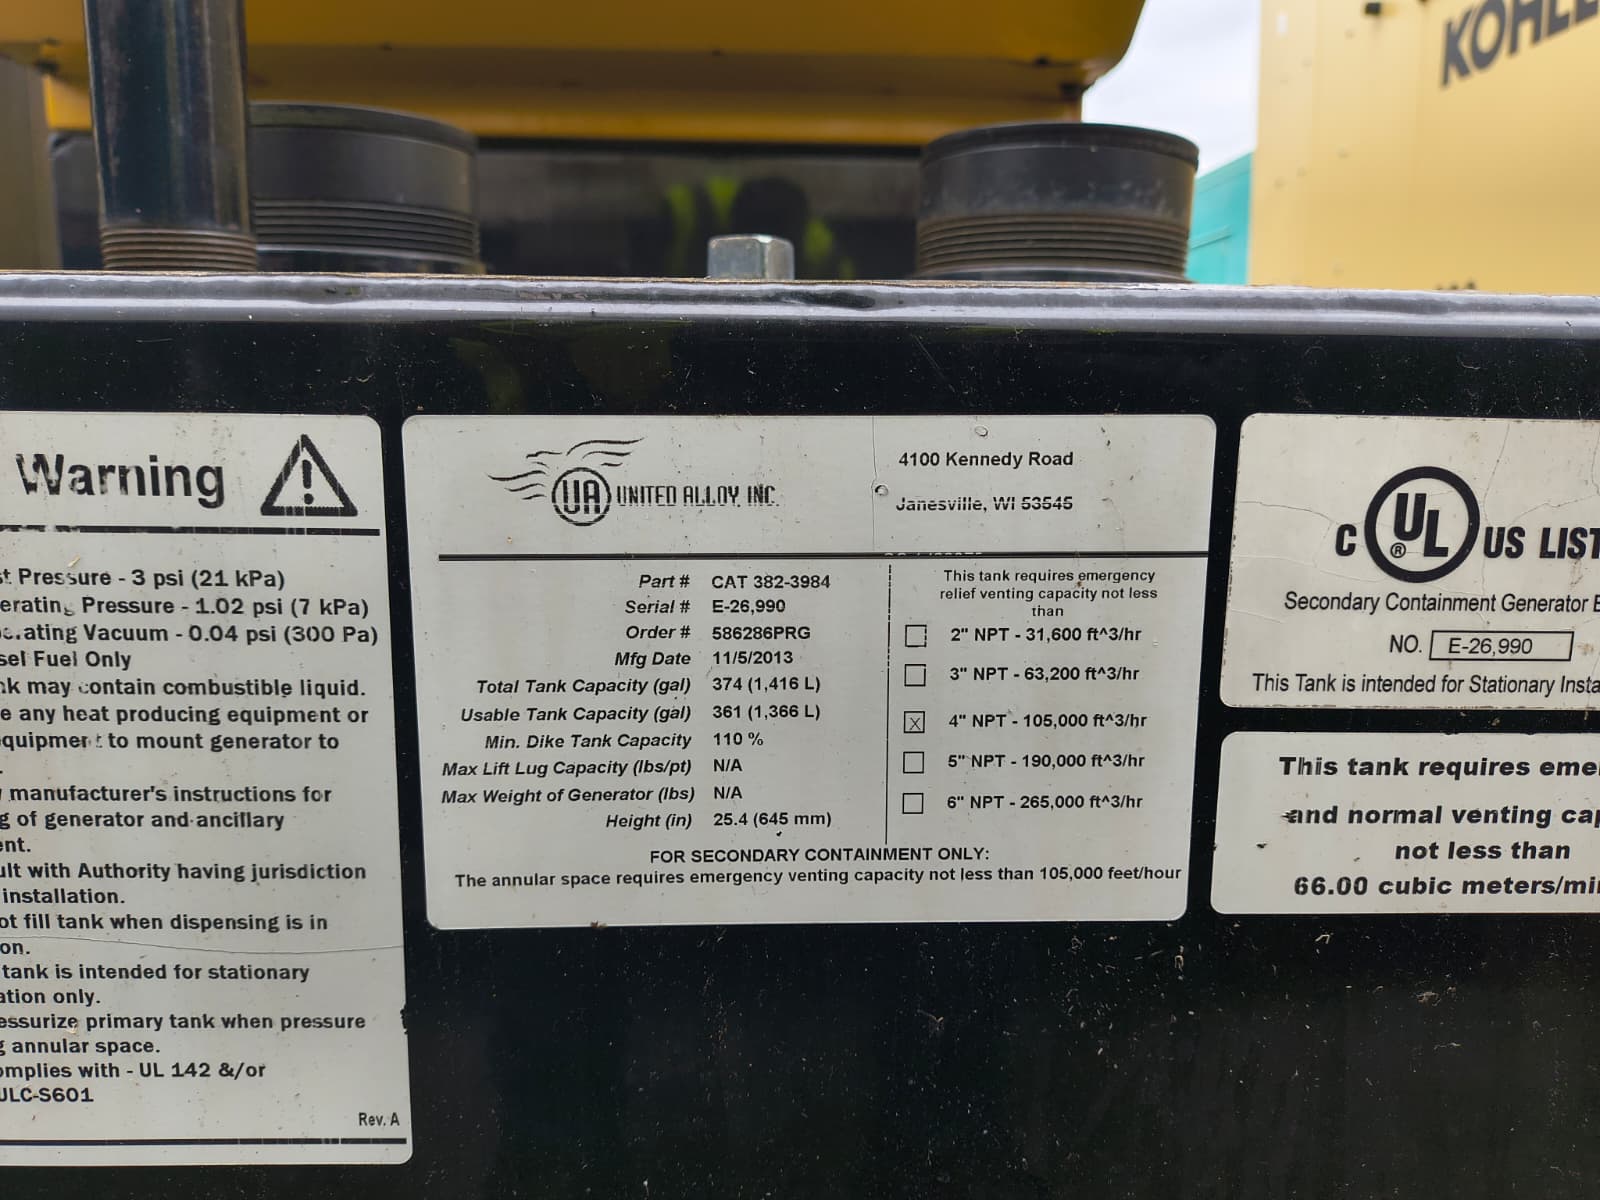 KOHLE
Warning
st Pressure - 3 psi (21 kPa)
erating Pressure - 1.02 psi (7 kPa)
erating Vacuum - 0.04 psi (300 Pa)
sel Fuel Only
nk may contain combustible liquid.
e any heat producing equipment or
equipment to mount generator to
manufacturer's instructions for
g of generator and ancillary
ent.
ult with Authority having jurisdiction
installation.
ot fill tank when dispensing is in
on.
tank is intended for stationary
ation only.
essurize primary tank when pressure
g annular space.
omplies with - UL 142 &/or
ULC-S601
Rev. A
UA UNITED ALLOY, INC.
4100 Kennedy Road
Janesville, WI 53545
Part # CAT 382-3984
Serial # E-26,990
Order # 586286PRG
Mfg Date 11/5/2013
Total Tank Capacity (gal) 374 (1,416 L)
Usable Tank Capacity (gal) 361 (1,366 L)
Min. Dike Tank Capacity 110 %
Max Lift Lug Capacity (lbs/pt) N/A
Max Weight of Generator (lbs) N/A
Height (in) 25.4 (645 mm)
This tank requires emergency
relief venting capacity not less
than
2" NPT - 31,600 ft^3/hr
3" NPT - 63,200 ft^3/hr
4" NPT - 105,000 ft^3/hr
5" NPT - 190,000 ft^3/hr
6" NPT - 265,000 ft^3/hr
FOR SECONDARY CONTAINMENT ONLY:
The annular space requires emergency venting capacity not less than 105,000 feet/hour
C UL ® US LIST
Secondary Containment Generator B
NO. E-26,990
This Tank is intended for Stationary Insta
This tank requires eme
and normal venting cap
not less than
66.00 cubic meters/mi